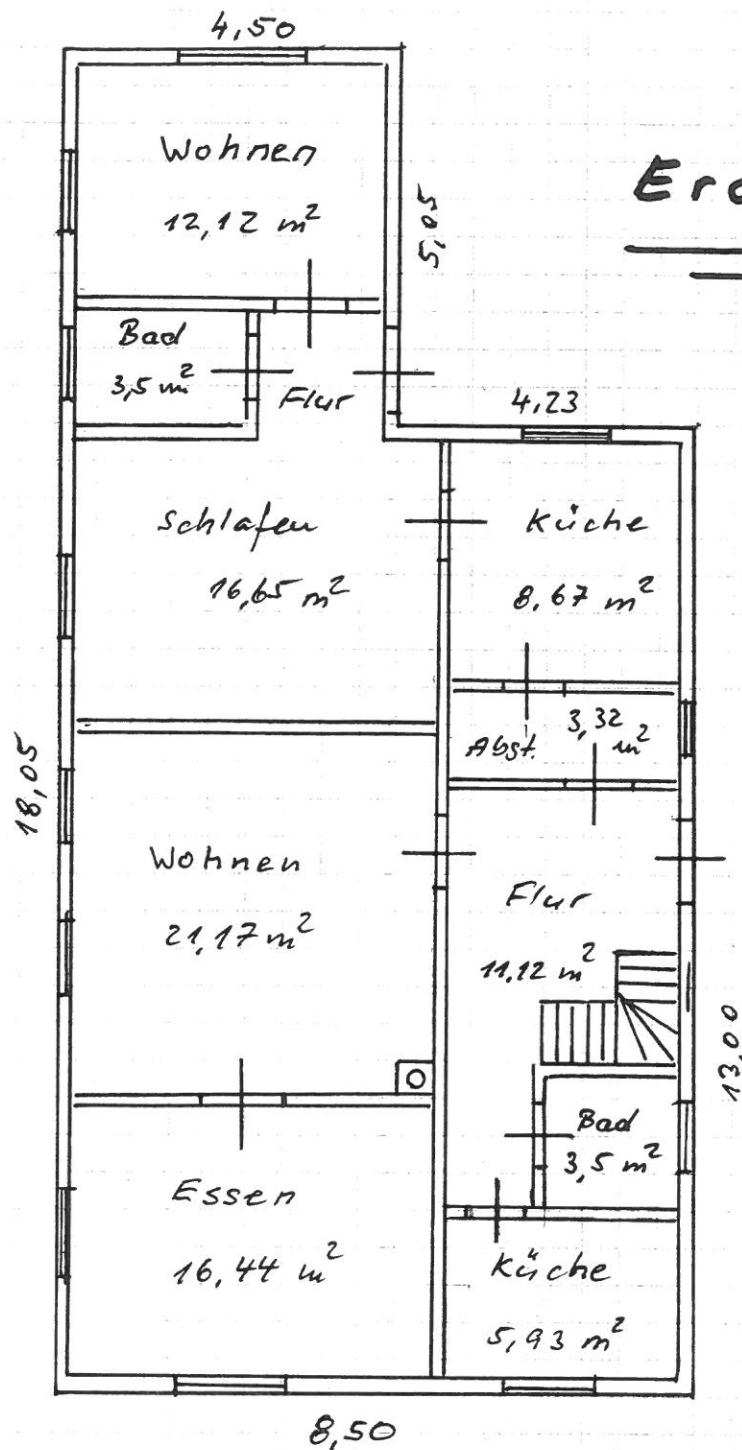 4,50
Wohnen
12,12 m²
5,05
Erd
Bad
3,5 m²
Flur
4,23
Schlafen
16,65 m²
Küche
8,67 m²
Abst.
3,32
m²
18,05
Wohnen
21,17 m²
Flur
11,12 m²
13,00
Bad
3,5 m²
Essen
16,44 m²
Küche
5,93 m²
8,50